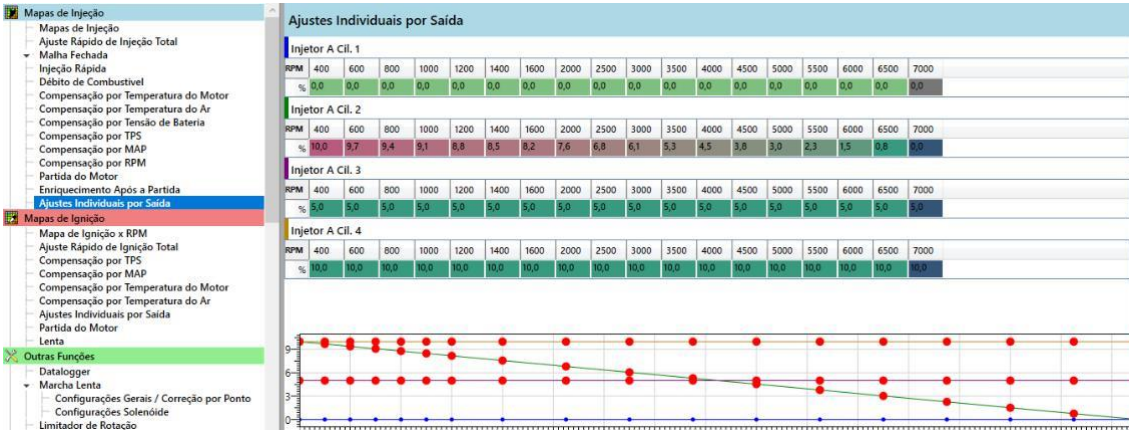 Mapas de Injeção
Mapas de Injeção
Ajuste Rápido de Injeção Total
Malha Fechada
Injeção Rápida
Débito de Combustível
Compensação por Temperatura do Motor
Compensação por Temperatura do Ar
Compensação por Tensão de Bateria
Compensação por TPS
Compensação por MAP
Compensação por RPM
Partida do Motor
Enriquecimento Após a Partida
Ajustes Individuais por Saída
Mapas de Ignição
Mapa de Ignição x RPM
Ajuste Rápido de Ignição Total
Compensação por TPS
Compensação por MAP
Compensação por Temperatura do Motor
Compensação por Temperatura do Ar
Ajustes Individuais por Saída
Partida do Motor
Lenta
Outras Funções
Datalogger
Marcha Lenta
Configurações Gerais / Correção por Ponto
Configurações Solenóide
Limitador de Rotação
Ajustes Individuais por Saída
Injetor A Cil. 1
RPM 400 600 800 1000 1200 1400 1600 2000 2500 3000 3500 4000 4500 5000 5500 6000 6500 7000
% 0,0 0,0 0,0 0,0 0,0 0,0 0,0 0,0 0,0 0,0 0,0 0,0 0,0 0,0 0,0 0,0 0,0 0,0
Injetor A Cil. 2
RPM 400 600 800 1000 1200 1400 1600 2000 2500 3000 3500 4000 4500 5000 5500 6000 6500 7000
% 10,0 9,7 9,4 9,1 8,8 8,5 8,2 7,6 6,8 6,1 5,3 4,5 3,8 3,0 2,3 1,5 0,8 0,0
Injetor A Cil. 3
RPM 400 600 800 1000 1200 1400 1600 2000 2500 3000 3500 4000 4500 5000 5500 6000 6500 7000
% 5,0 5,0 5,0 5,0 5,0 5,0 5,0 5,0 5,0 5,0 5,0 5,0 5,0 5,0 5,0 5,0 5,0 5,0
Injetor A Cil. 4
RPM 400 600 800 1000 1200 1400 1600 2000 2500 3000 3500 4000 4500 5000 5500 6000 6500 7000
% 10,0 10,0 10,0 10,0 10,0 10,0 10,0 10,0 10,0 10,0 10,0 10,0 10,0 10,0 10,0 10,0 10,0 10,0
9
6
3
0